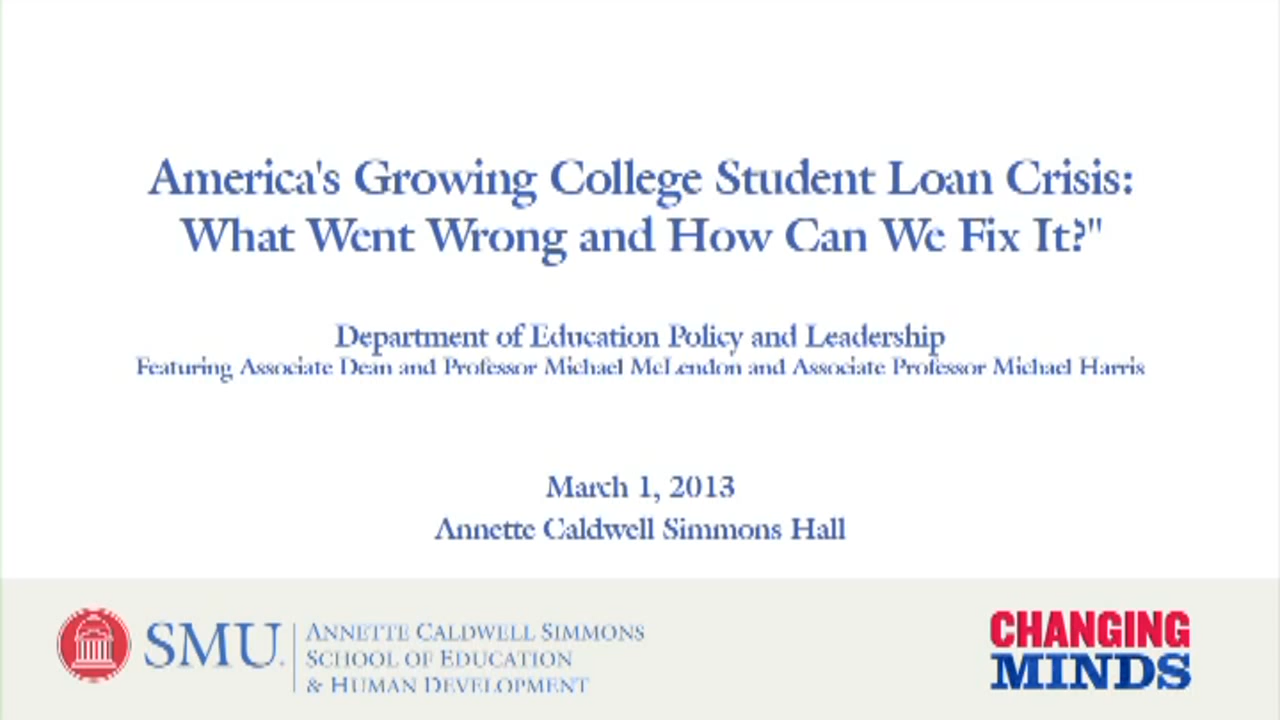 America's Growing College Student Loan Crisis:
What Went Wrong and How Can We Fix It?"
Department of Education Policy and Leadership
Featuring Associate Dean and Professor Michael McLendon and Associate Professor Michael Harris
March 1, 2013
Annette Caldwell Simmons Hall
SMU.
ANNETTE CALDWELL SIMMONS
SCHOOL OF EDUCATION
& HUMAN DEVELOPMENT
CHANGING
MINDS